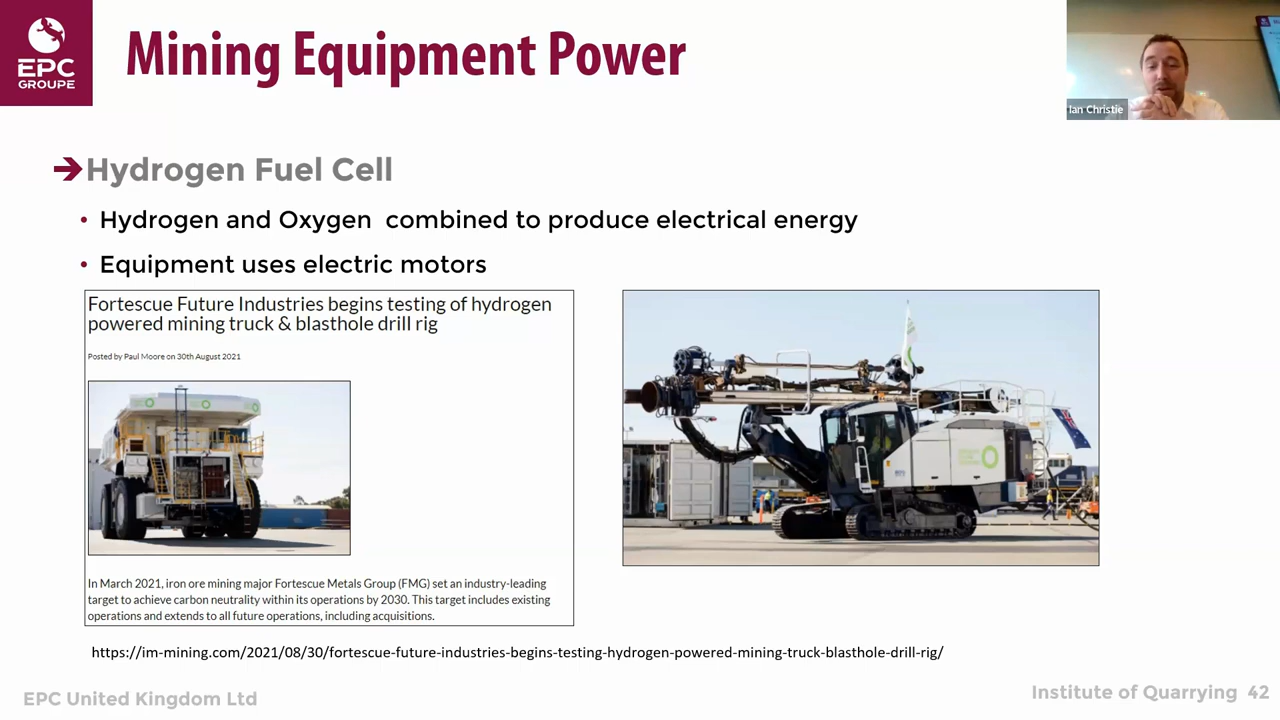 EPC
GROUPE
Mining Equipment Power
Ian Christie
Hydrogen Fuel Cell
• Hydrogen and Oxygen combined to produce electrical energy
• Equipment uses electric motors
Fortescue Future Industries begins testing of hydrogen
powered mining truck & blasthole drill rig
Posted by Paul Moore on 30th August 2021
In March 2021, iron ore mining major Fortescue Metals Group (FMG) set an industry-leading
target to achieve carbon neutrality within its operations by 2030. This target includes existing
operations and extends to all future operations, including acquisitions.
https://im-mining.com/2021/08/30/fortescue-future-industries-begins-testing-hydrogen-powered-mining-truck-blasthole-drill-rig/
EPC United Kingdom Ltd
Institute of Quarrying 42